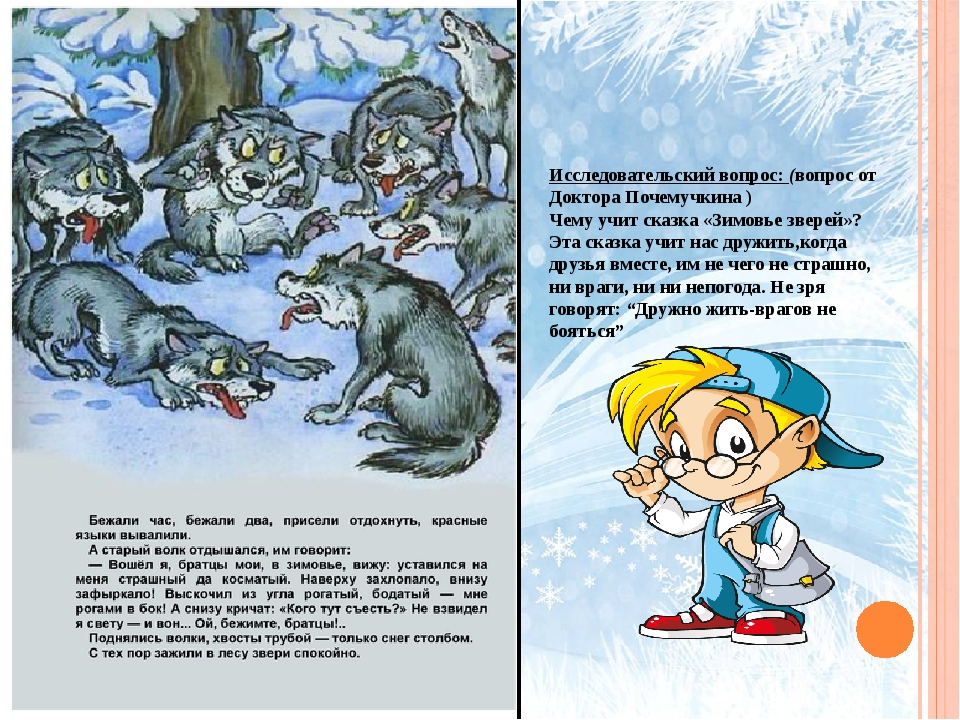 Бежали час, бежали два, присели отдохнуть, красные
языки вывалили.
А старый волк отдышался, им говорит:
— Вошёл я, братцы мои, в зимовье, вижу: уставился на
меня страшный да косматый. Наверху захлопало, внизу
зафыркало! Выскочил из угла рогатый, бодатый — мне
рогами в бок! А снизу кричат: «Кого тут съесть?» Не взвидел
я свету — и вон... Ой, бежимте, братцы!..
Поднялись волки, хвосты трубой — только снег столбом.
С тех пор зажили в лесу звери спокойно.
Исследовательский вопрос: (вопрос от
Доктора Почемучкина )
Чему учит сказка «Зимовье зверей»?
Эта сказка учит нас дружить,когда
друзья вместе, им не чего не страшно,
ни враги, ни ни непогода. Не зря
говорят: “Дружно жить-врагов не
бояться”